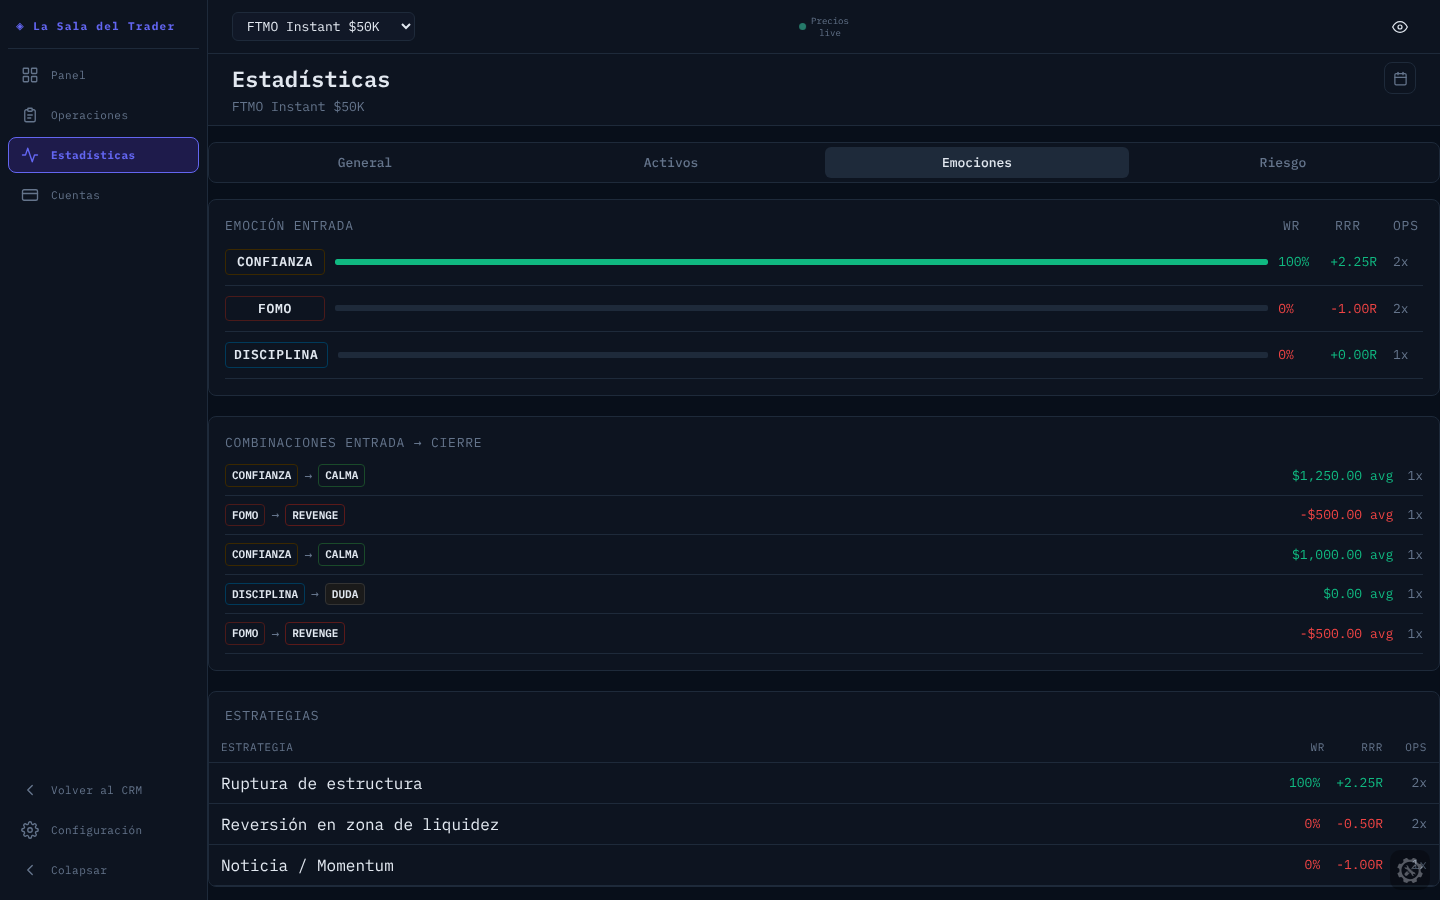 ◈ La Sala del Trader
Panel
Operaciones
Estadísticas
Cuentas
Volver al CRM
Configuración
Colapsar
FTMO Instant $50K
Precios
live
Estadísticas
FTMO Instant $50K
General Activos Emociones Riesgo
EMOCIÓN ENTRADA WR RRR OPS
CONFIANZA 100% +2.25R 2x
FOMO 0% -1.00R 2x
DISCIPLINA 0% +0.00R 1x
COMBINACIONES ENTRADA → CIERRE
CONFIANZA → CALMA $1,250.00 avg 1x
FOMO → REVENGE -$500.00 avg 1x
CONFIANZA → CALMA $1,000.00 avg 1x
DISCIPLINA → DUDA $0.00 avg 1x
FOMO → REVENGE -$500.00 avg 1x
ESTRATEGIAS
ESTRATEGIA WR RRR OPS
Ruptura de estructura 100% +2.25R 2x
Reversión en zona de liquidez 0% -0.50R 2x
Noticia / Momentum 0% -1.00R